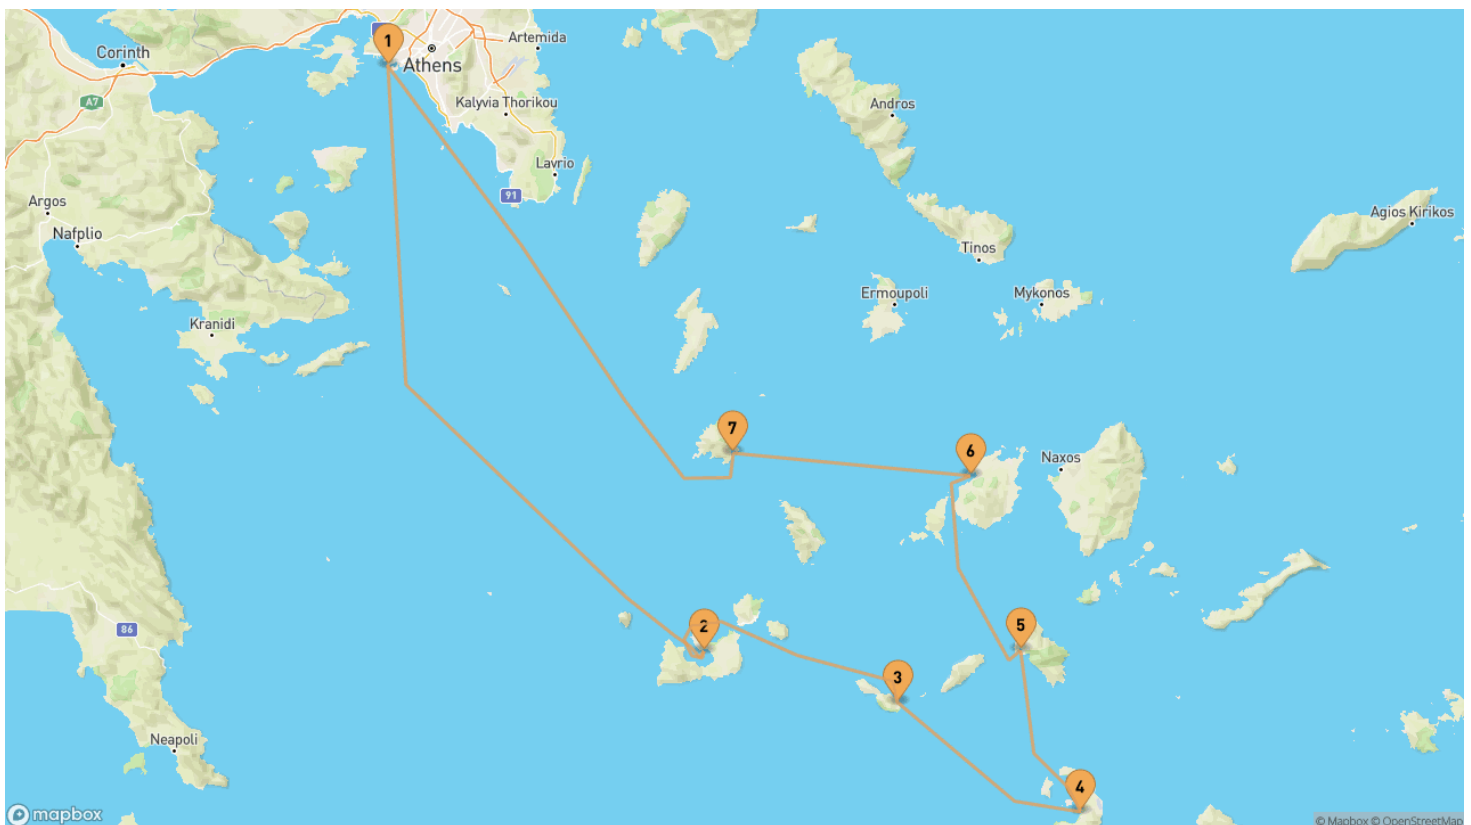 1
Athens
Artemida
Corinth
A7
Kalyvia Thorikou
Andros
Lavrio
91
Argos
Nafplio
Agios Kirikos
Tinos
Ermoupoli
Mykonos
Kranidi
7
6
Naxos
2
5
86
3
Neapoli
4
mapbox
© Mapbox © OpenStreetMap